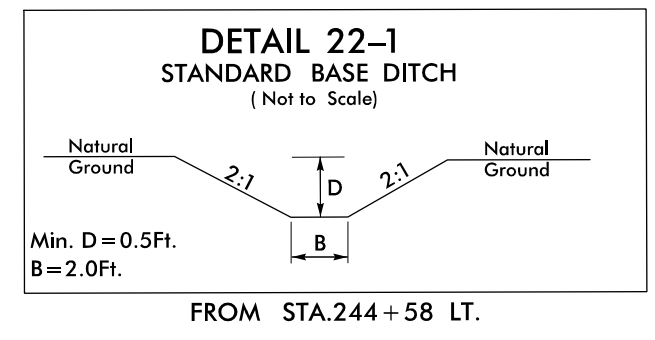 DETAIL 22–1
STANDARD BASE DITCH
( Not to Scale)
Natural
Ground
2:1
D
2:1
Natural
Ground
B
Min. D=0.5Ft.
B=2.0Ft.
FROM STA.244+58 LT.